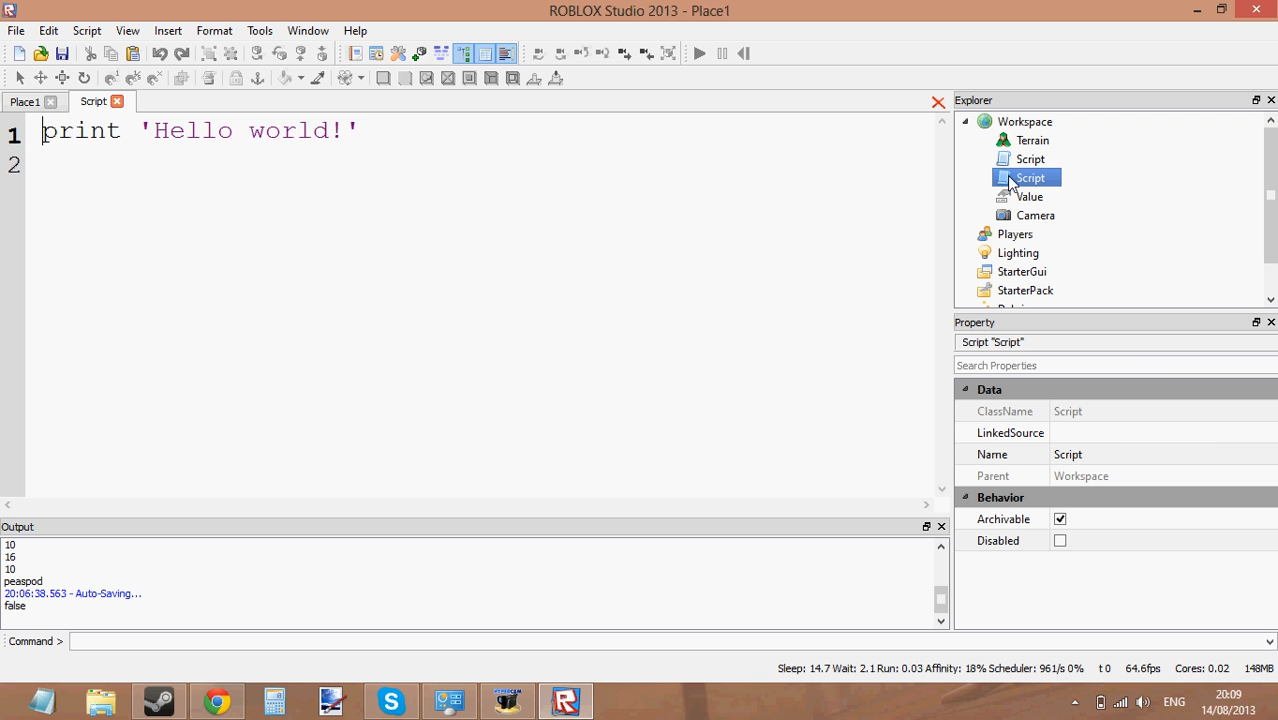 ROBLOX Studio 2013 - Place1
File Edit Script View Insert Format Tools Window Help
Place1 Script
1 print 'Hello world!'
2
Explorer
Workspace
Terrain
Script
Script
Value
Camera
Players
Lighting
StarterGui
StarterPack
Property
Script "Script"
Search Properties
Data
ClassName Script
LinkedSource
Name Script
Parent Workspace
Behavior
Archivable
Disabled
Output
10
16
10
peaspod
20:06:38.563 - Auto-Saving...
false
Command >
Sleep: 14.7 Wait: 2.1 Run: 0.03 Affinity: 18% Scheduler: 961/s 0% t 0 64.6fps Cores: 0.02 148MB
ENG
20:09
14/08/2013